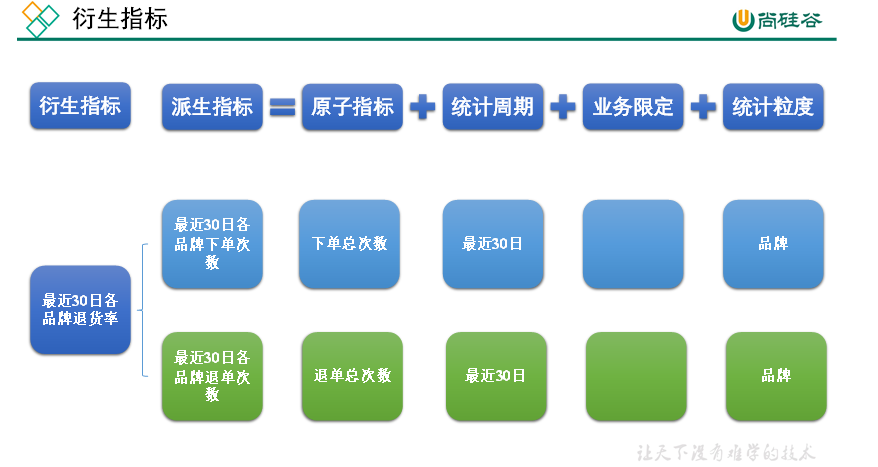 衍生指标
尚硅谷
衍生指标
派生指标
=
原子指标
+
统计周期
+
业务限定
+
统计粒度
最近30日各
品牌退货率
最近30日各
品牌下单次
数
下单总次数
最近30日
品牌
最近30日各
品牌退单次
数
退单总次数
最近30日
品牌
让天下没有难学的技术